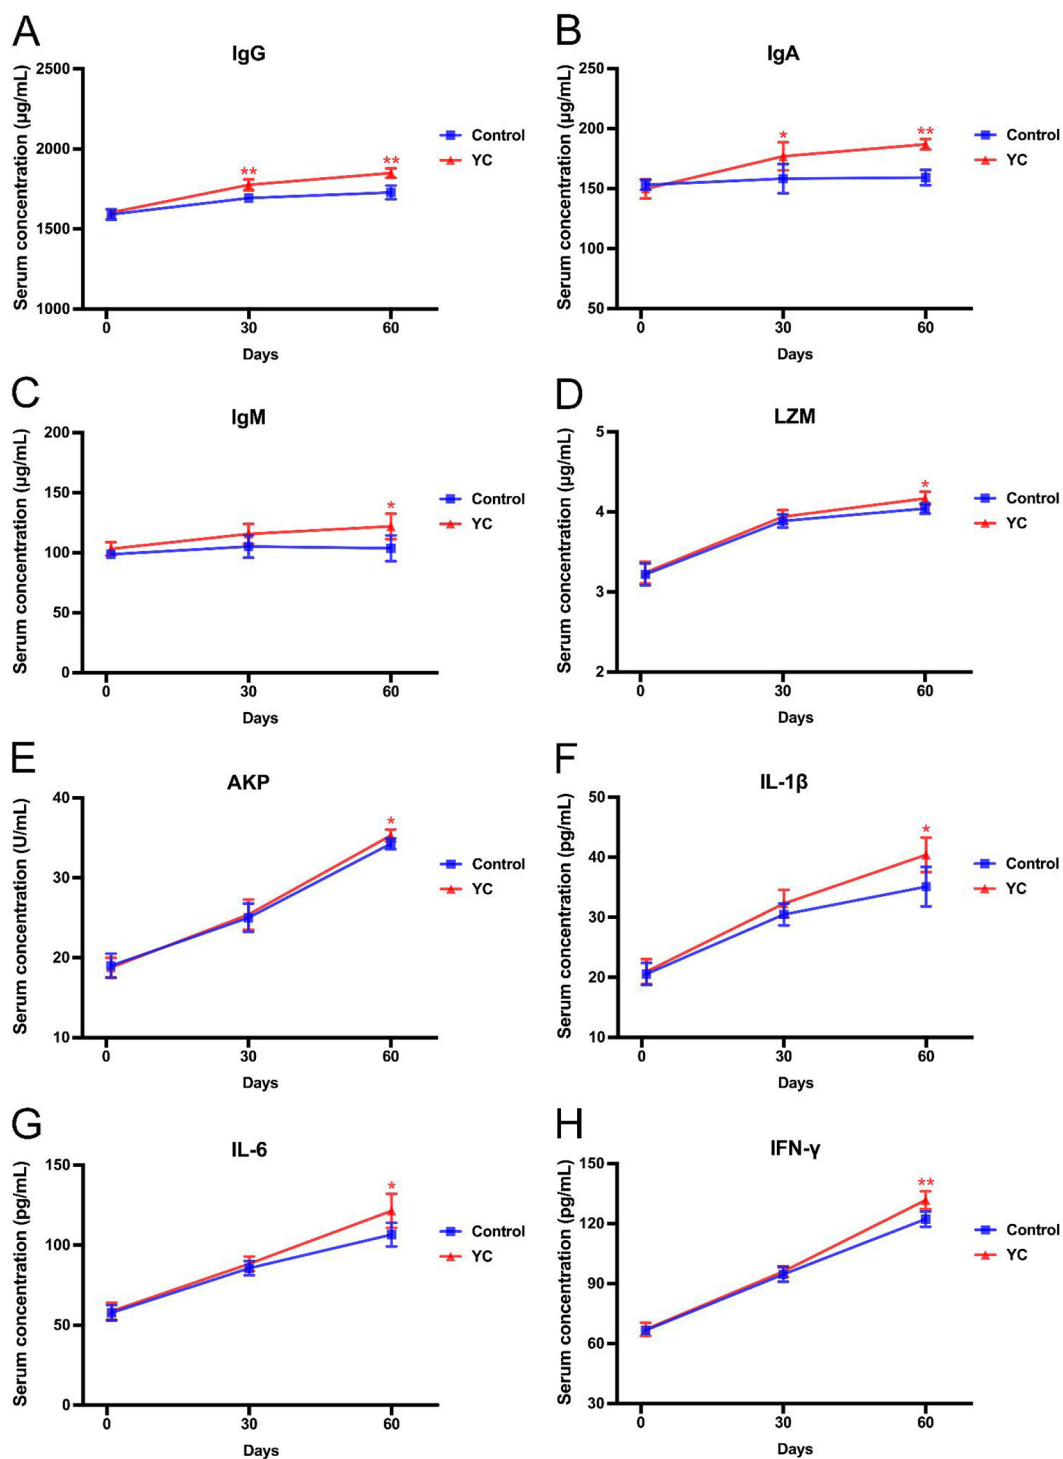 A
IgG
Serum concentration (μg/mL)
2500
2000
1500
1000
**
**
0
30
60
Days
Control
YC
B
IgA
Serum concentration (μg/mL)
250
200
150
100
50
*
**
0
30
60
Days
Control
YC
C
IgM
Serum concentration (μg/mL)
200
150
100
50
0
*
0
30
60
Days
Control
YC
D
LZM
Serum concentration (μg/mL)
5
4
3
2
*
0
30
60
Days
Control
YC
E
AKP
Serum concentration (U/mL)
40
30
20
10
*
0
30
60
Days
Control
YC
F
IL-1β
Serum concentration (pg/mL)
50
40
30
20
10
*
0
30
60
Days
Control
YC
G
IL-6
Serum concentration (pg/mL)
150
100
50
0
*
0
30
60
Days
Control
YC
H
IFN-γ
Serum concentration (pg/mL)
150
120
90
60
30
**
0
30
60
Days
Control
YC